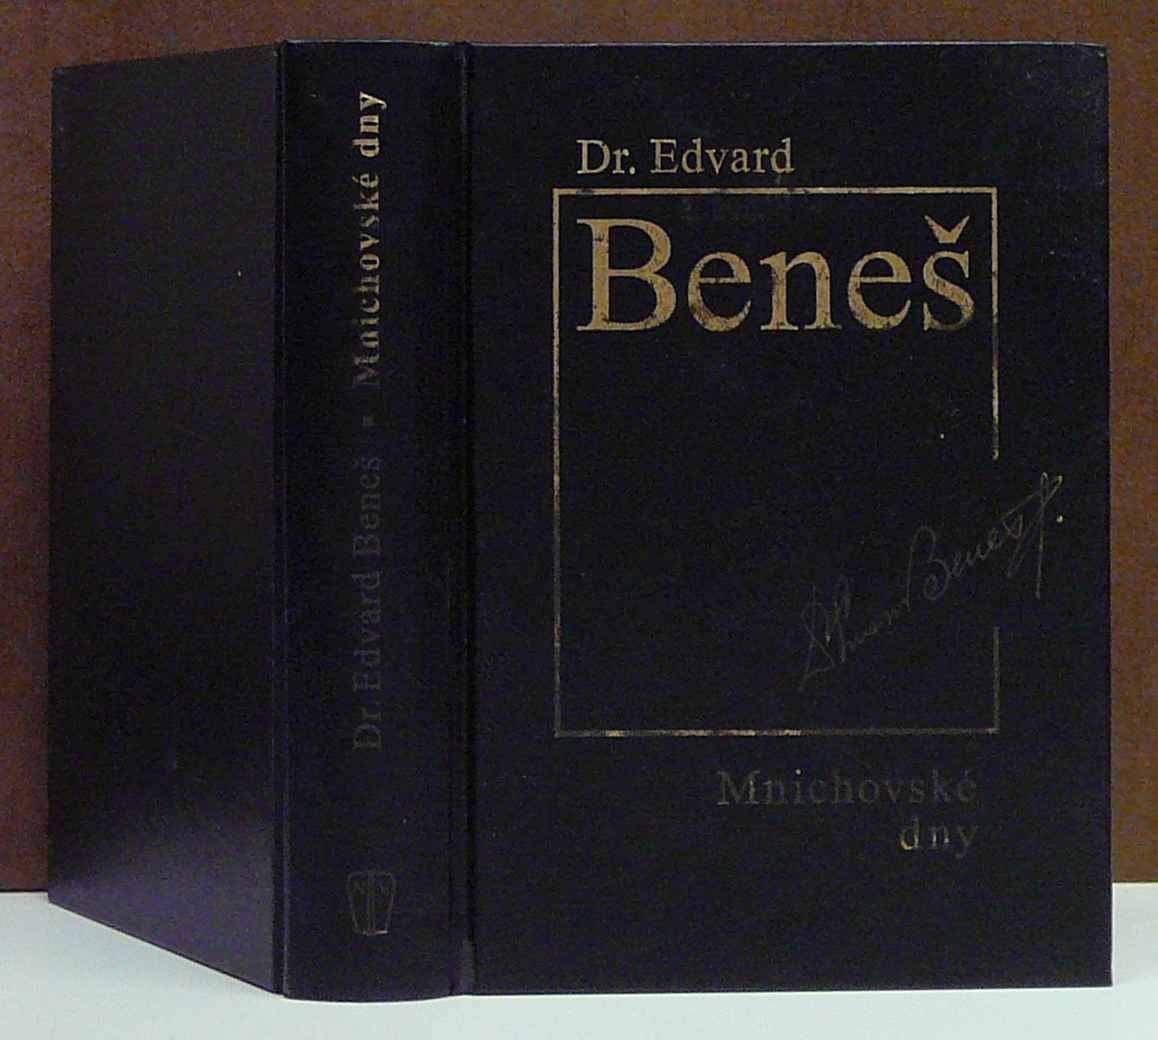 Dr. Edvard Beneš ▪ Mnichovské dny
Dr. Edvard
Beneš
Mnichovské
dny